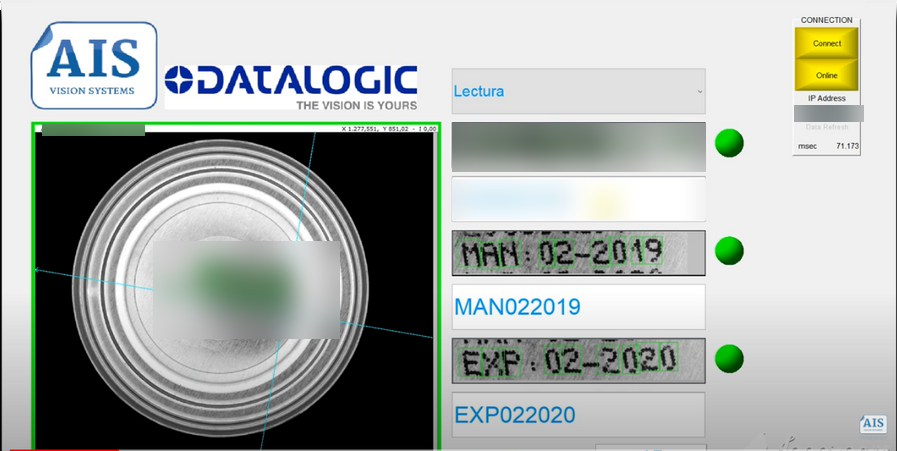 AIS
VISION SYSTEMS
DATALOGIC
THE VISION IS YOURS
X 1.277,551, Y 851,02 - I 0,00
Lectura
MAN:02-2019
MAN022019
EXP:02-2020
EXP022020
CONNECTION
Connect
Online
IP Address
Data Refresh
msec 71.173
AIS